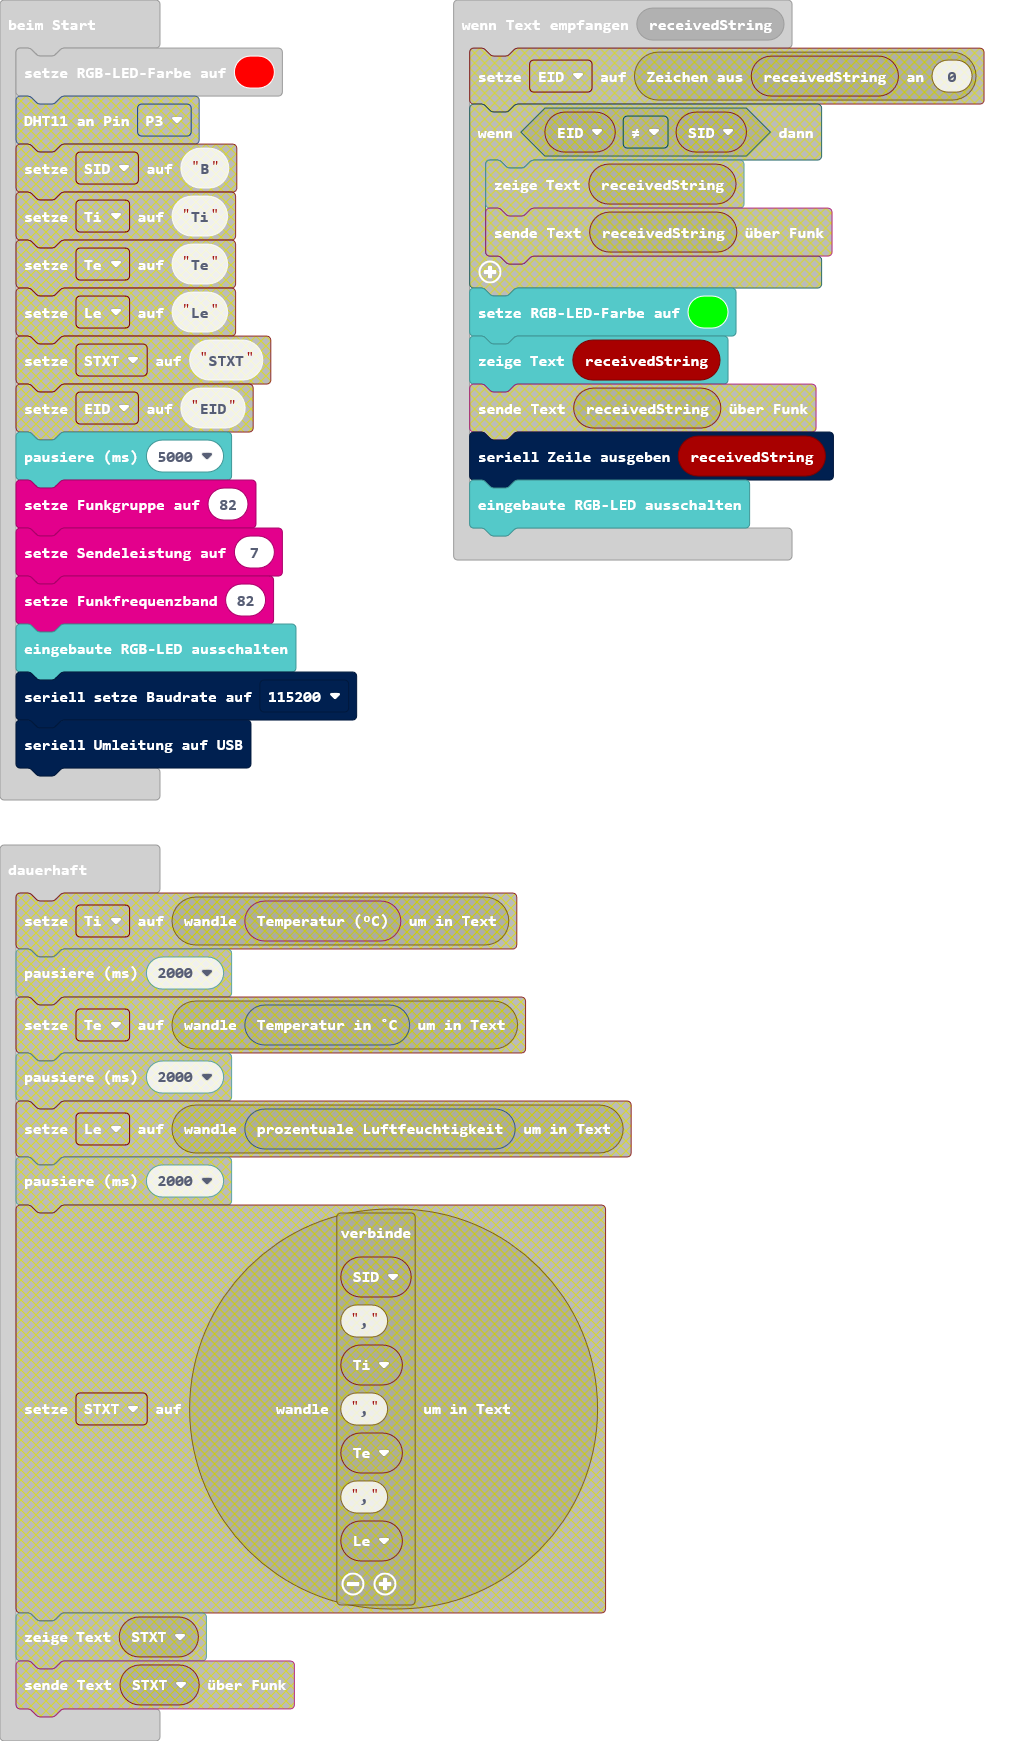 beim Start
setze RGB-LED-Farbe auf
DHT11 an Pin P3
setze SID auf "B"
setze Ti auf "Ti"
setze Te auf "Te"
setze Le auf "Le"
setze STXT auf "STXT"
setze EID auf "EID"
pausiere (ms) 5000
setze Funkgruppe auf 82
setze Sendeleistung auf 7
setze Funkfrequenzband 82
eingebaute RGB-LED ausschalten
seriell setze Baudrate auf 115200
seriell Umleitung auf USB
wenn Text empfangen receivedString
setze EID auf Zeichen aus receivedString an 0
wenn EID ≠ SID dann
zeige Text receivedString
sende Text receivedString über Funk
setze RGB-LED-Farbe auf
zeige Text receivedString
sende Text receivedString über Funk
seriell Zeile ausgeben receivedString
eingebaute RGB-LED ausschalten
dauerhaft
setze Ti auf wandle Temperatur (ºC) um in Text
pausiere (ms) 2000
setze Te auf wandle Temperatur in °C um in Text
pausiere (ms) 2000
setze Le auf wandle prozentuale Luftfeuchtigkeit um in Text
pausiere (ms) 2000
verbinde
SID
","
Ti
setze STXT auf wandle "," um in Text
Te
","
Le
zeige Text STXT
sende Text STXT über Funk